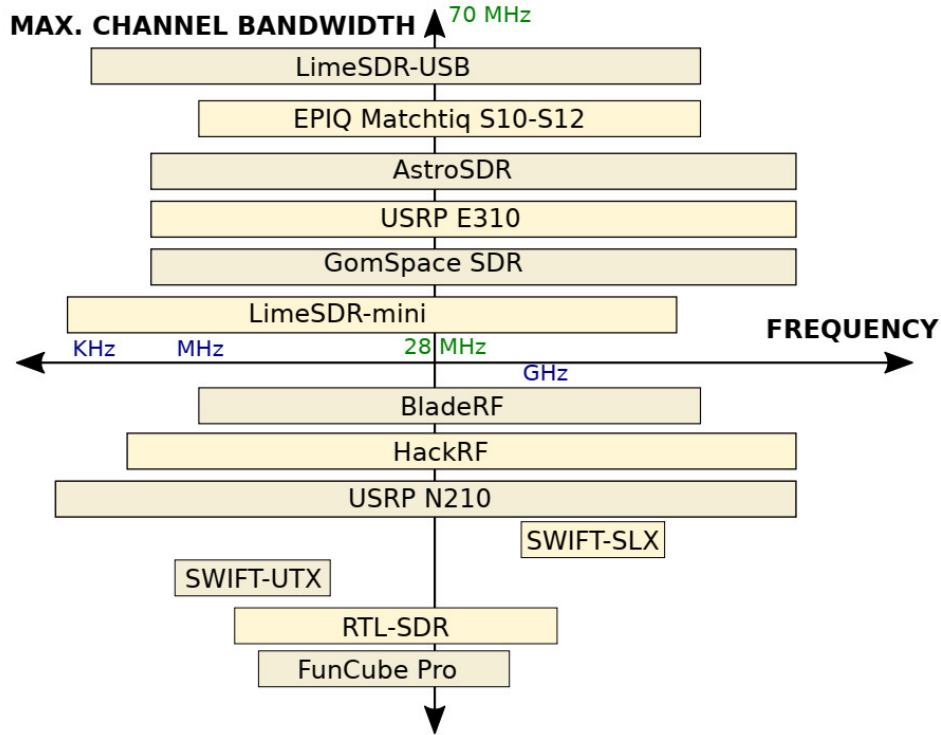 MAX. CHANNEL BANDWIDTH
70 MHz
LimeSDR-USB
EPIQ Matchtiq S10-S12
AstroSDR
USRP E310
GomSpace SDR
LimeSDR-mini
FREQUENCY
KHz
MHz
28 MHz
GHz
BladeRF
HackRF
USRP N210
SWIFT-SLX
SWIFT-UTX
RTL-SDR
FunCube Pro